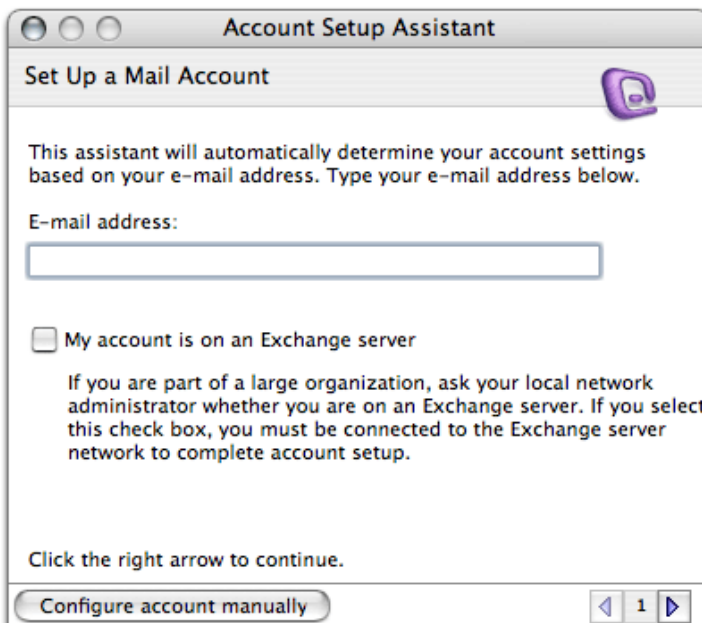 Account Setup Assistant
Set Up a Mail Account
This assistant will automatically determine your account settings
based on your e-mail address. Type your e-mail address below.
E-mail address:
My account is on an Exchange server
If you are part of a large organization, ask your local network
administrator whether you are on an Exchange server. If you select
this check box, you must be connected to the Exchange server
network to complete account setup.
Click the right arrow to continue.
Configure account manually
1